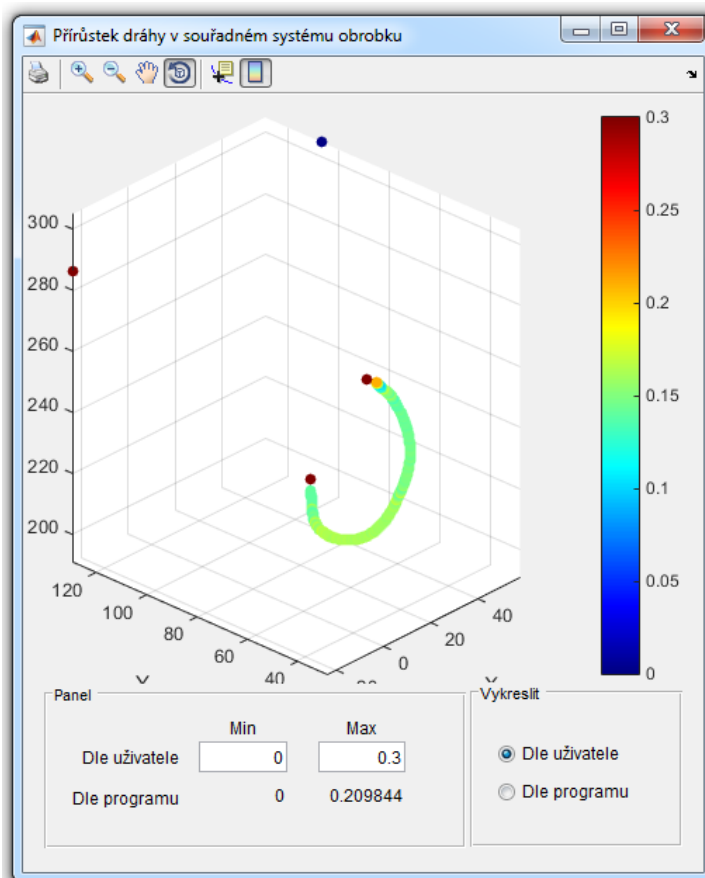 Přírůstek dráhy v souřadném systému obrobku
0.3
0.25
0.2
0.15
0.1
0.05
0
300
280
260
240
220
200
120
100
80
60
40
0
20
40
Panel
Min Max
Dle uživatele 0 0.3
Dle programu 0 0.209844
Vykreslit
Dle uživatele
Dle programu